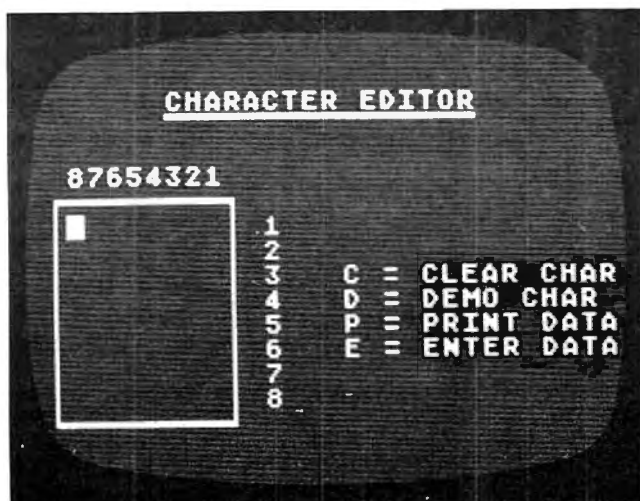 CHARACTER EDITOR
87654321
1
2
3 C = CLEAR CHAR
4 D = DEMO CHAR
5 P = PRINT DATA
6 E = ENTER DATA
7
8